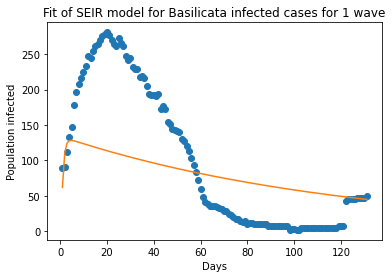 Fit of SEIR model for Basilicata infected cases for 1 wave
Population infected
250
200
150
100
50
0
0 20 40 60 80 100 120
Days